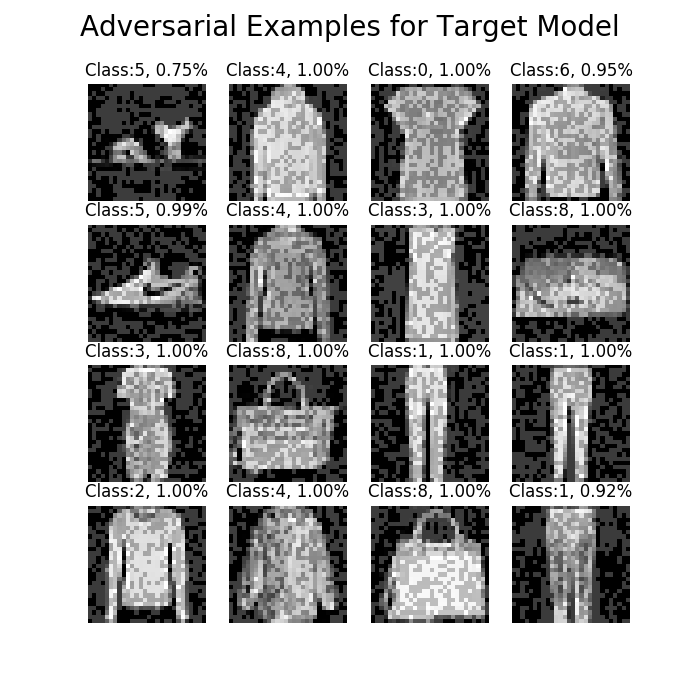 Adversarial Examples for Target Model
Class:5, 0.75% Class:4, 1.00% Class:0, 1.00% Class:6, 0.95%
Class:5, 0.99% Class:4, 1.00% Class:3, 1.00% Class:8, 1.00%
Class:3, 1.00% Class:8, 1.00% Class:1, 1.00% Class:1, 1.00%
Class:2, 1.00% Class:4, 1.00% Class:8, 1.00% Class:1, 0.92%